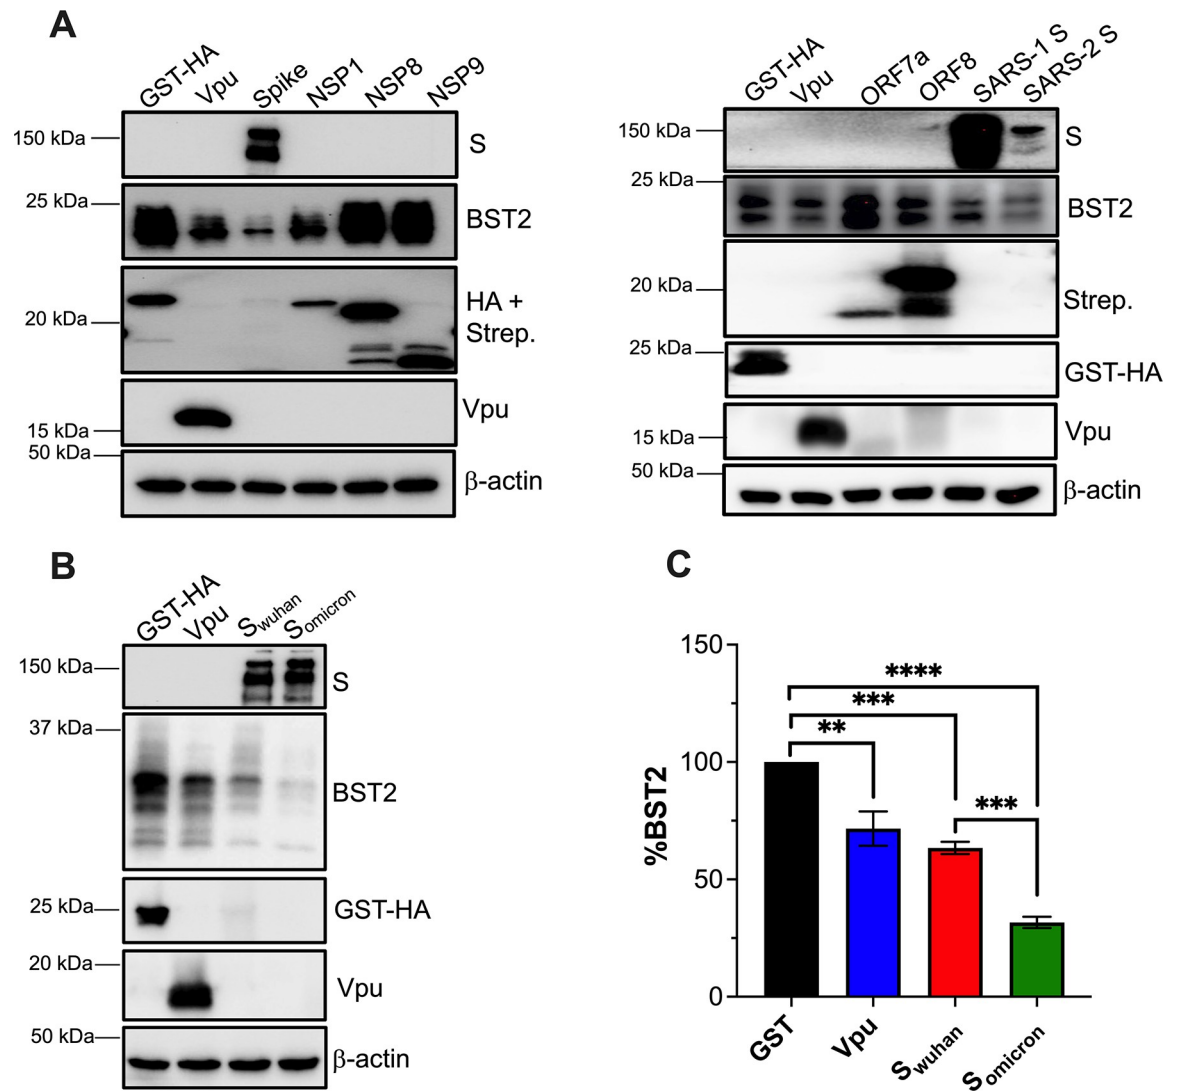 A
GST-HA
Vpu
Spike
NSP1
NSP8
NSP9
150 kDa
S
25 kDa
BST2
20 kDa
HA +
Strep.
15 kDa
Vpu
50 kDa
β-actin
GST-HA
Vpu
ORF7a
ORF8
SARS-1 S
SARS-2 S
150 kDa
S
25 kDa
BST2
20 kDa
Strep.
25 kDa
GST-HA
15 kDa
Vpu
50 kDa
β-actin
B
GST-HA
Vpu
Swuhan
Somicron
150 kDa
S
37 kDa
BST2
25 kDa
GST-HA
20 kDa
Vpu
50 kDa
β-actin
C
%BST2
150
100
50
0
****
***
**
***
GST
Vpu
Swuhan
Somicron